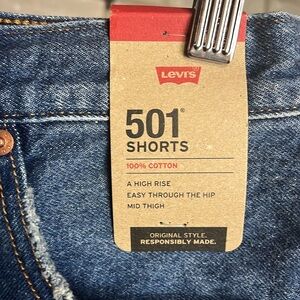 Levi's
501®
SHORTS
100% COTTON
A HIGH RISE
EASY THROUGH THE HIP
MID THIGH
ORIGINAL STYLE,
RESPONSIBLY MADE.